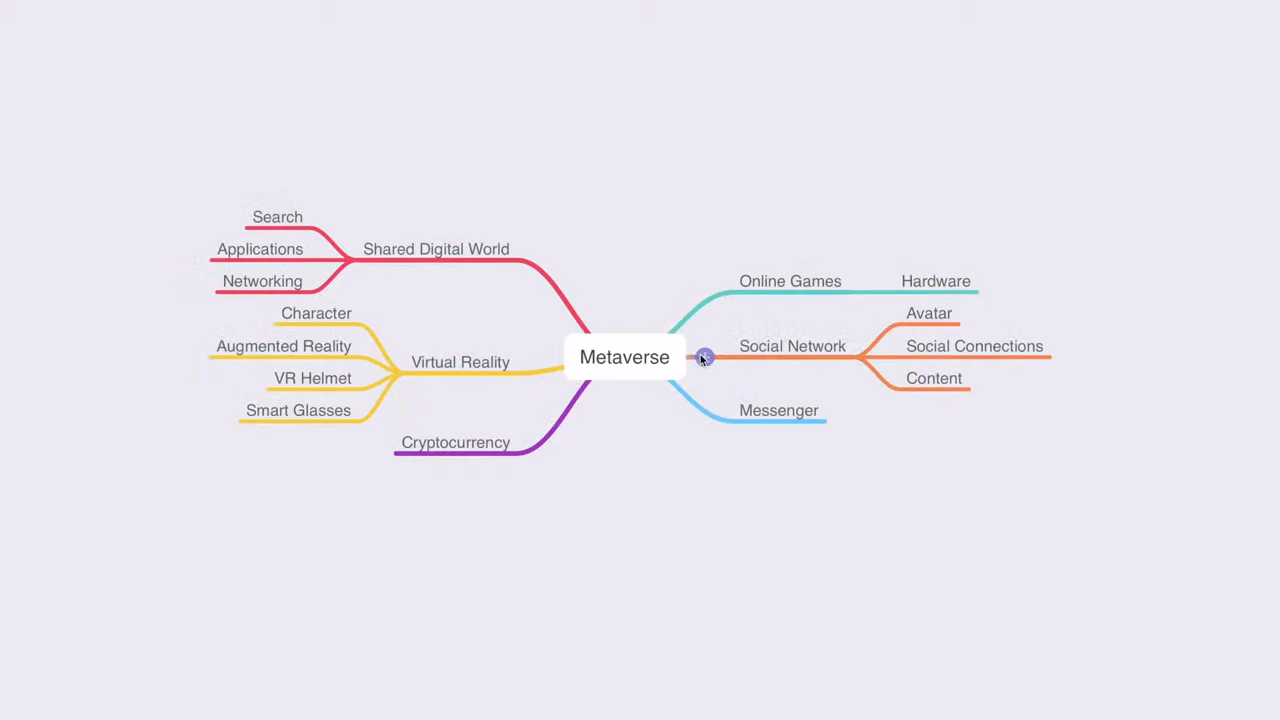 Search
Applications
Networking
Shared Digital World
Character
Augmented Reality
VR Helmet
Smart Glasses
Virtual Reality
Cryptocurrency
Metaverse
Online Games
Hardware
Social Network
Avatar
Social Connections
Content
Messenger